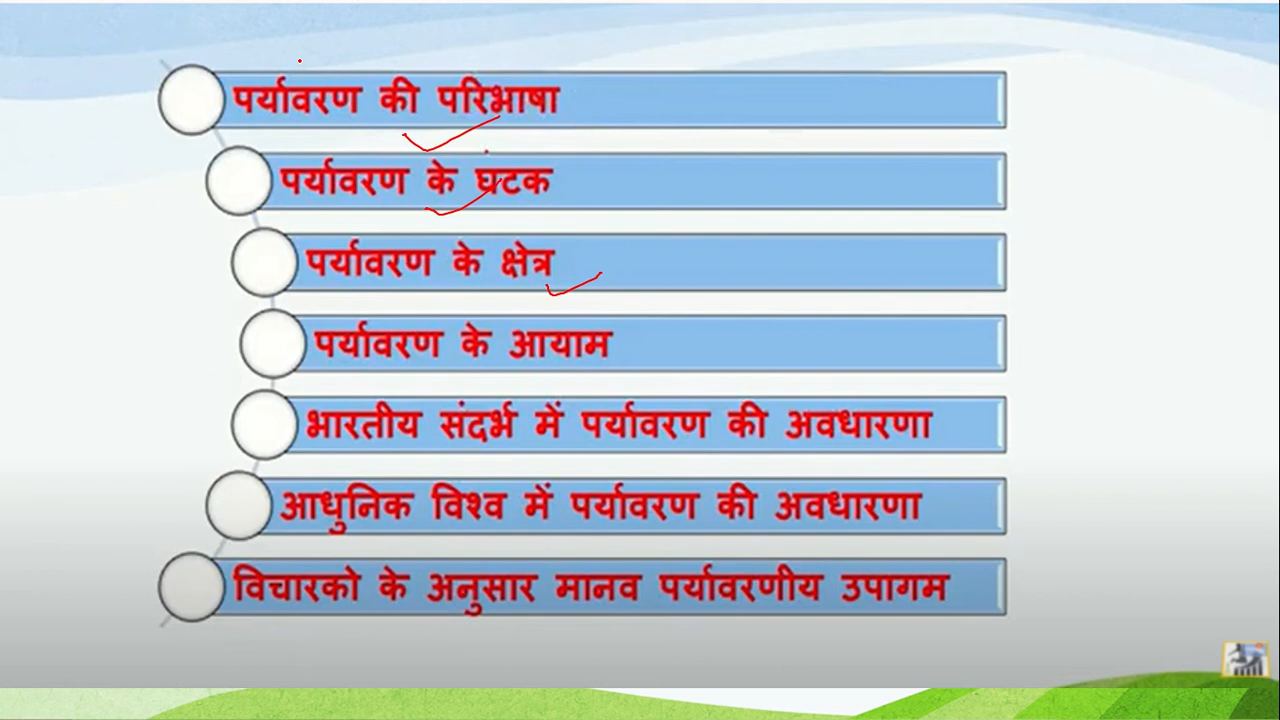 पर्यावरण की परिभाषा
पर्यावरण के घटक
पर्यावरण के क्षेत्र
पर्यावरण के आयाम
भारतीय संदर्भ में पर्यावरण की अवधारणा
आधुनिक विश्व में पर्यावरण की अवधारणा
विचारको के अनुसार मानव पर्यावरणीय उपागम